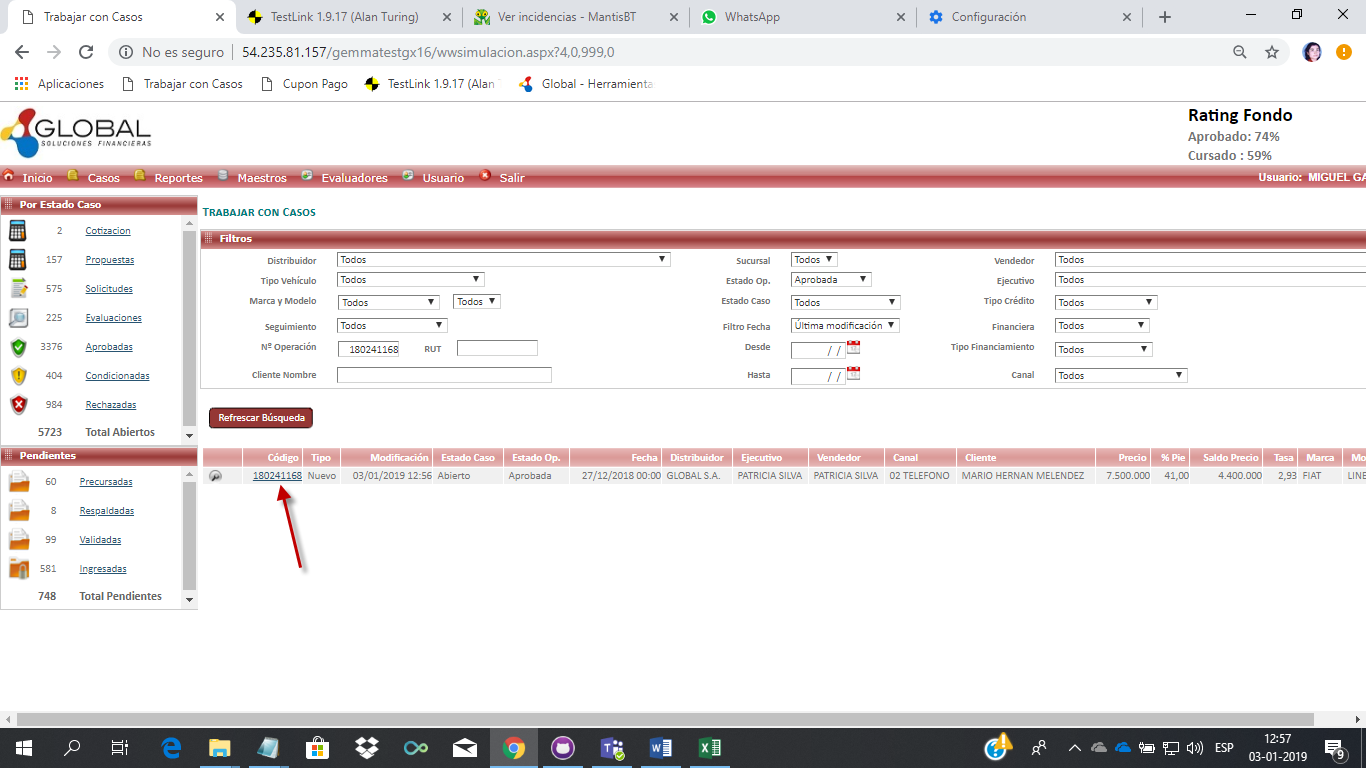 Trabajar con Casos
TestLink 1.9.17 (Alan Turing)
Ver incidencias - MantisBT
WhatsApp
Configuración
No es seguro
54.235.81.157/gemmatestgx16/wwsimulacion.aspx?4,0,999,0
Aplicaciones
Trabajar con Casos
Cupon Pago
TestLink 1.9.17 (Alan
Global - Herramienta
GLOBAL
SOLUCIONES FINANCIERAS
Rating Fondo
Aprobado: 74%
Cursado : 59%
Inicio Casos Reportes Maestros Evaluadores Usuario Salir
Usuario: MIGUEL GA
Por Estado Caso
2 Cotizacion
157 Propuestas
575 Solicitudes
225 Evaluaciones
3376 Aprobadas
404 Condicionadas
984 Rechazadas
5723 Total Abiertos
Pendientes
60 Precursadas
8 Respaldadas
99 Validadas
581 Ingresadas
748 Total Pendientes
TRABAJAR CON CASOS
Filtros
Distribuidor Todos Sucursal Todos Vendedor Todos
Tipo Vehículo Todos Estado Op. Aprobada Ejecutivo Todos
Marca y Modelo Todos Todos Estado Caso Todos Tipo Crédito Todos
Seguimiento Todos Filtro Fecha Última modificación Financiera Todos
Nº Operación 180241168 RUT Desde / / Tipo Financiamiento Todos
Cliente Nombre Hasta / / Canal Todos
Refrescar Búsqueda
Código Tipo Modificación Estado Caso Estado Op. Fecha Distribuidor Ejecutivo Vendedor Canal Cliente Precio % Pie Saldo Precio Tasa Marca Mo
180241168 Nuevo 03/01/2019 12:56 Abierto Aprobada 27/12/2018 00:00 GLOBAL S.A. PATRICIA SILVA PATRICIA SILVA 02 TELEFONO MARIO HERNAN MELENDEZ 7.500.000 41,00 4.400.000 2,93 FIAT LINE
ESP
12:57
03-01-2019
9